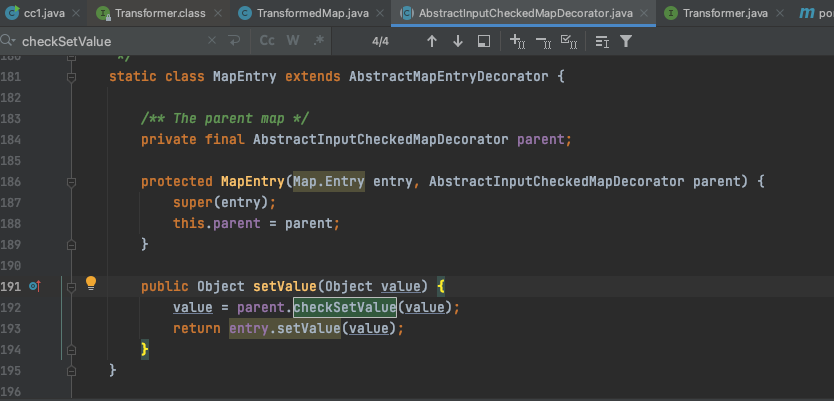 cc1.java × Transformer.class × TransformedMap.java × AbstractInputCheckedMapDecorator.java × Transformer.java × m
checkSetValue × Cc W .* 4/4
180 */
181 static class MapEntry extends AbstractMapEntryDecorator {
182
183 /** The parent map */
184 private final AbstractInputCheckedMapDecorator parent;
185
186 protected MapEntry(Map.Entry entry, AbstractInputCheckedMapDecorator parent) {
187 super(entry);
188 this.parent = parent;
189 }
190
191 public Object setValue(Object value) {
192 value = parent.checkSetValue(value);
193 return entry.setValue(value);
194 }
195 }
196